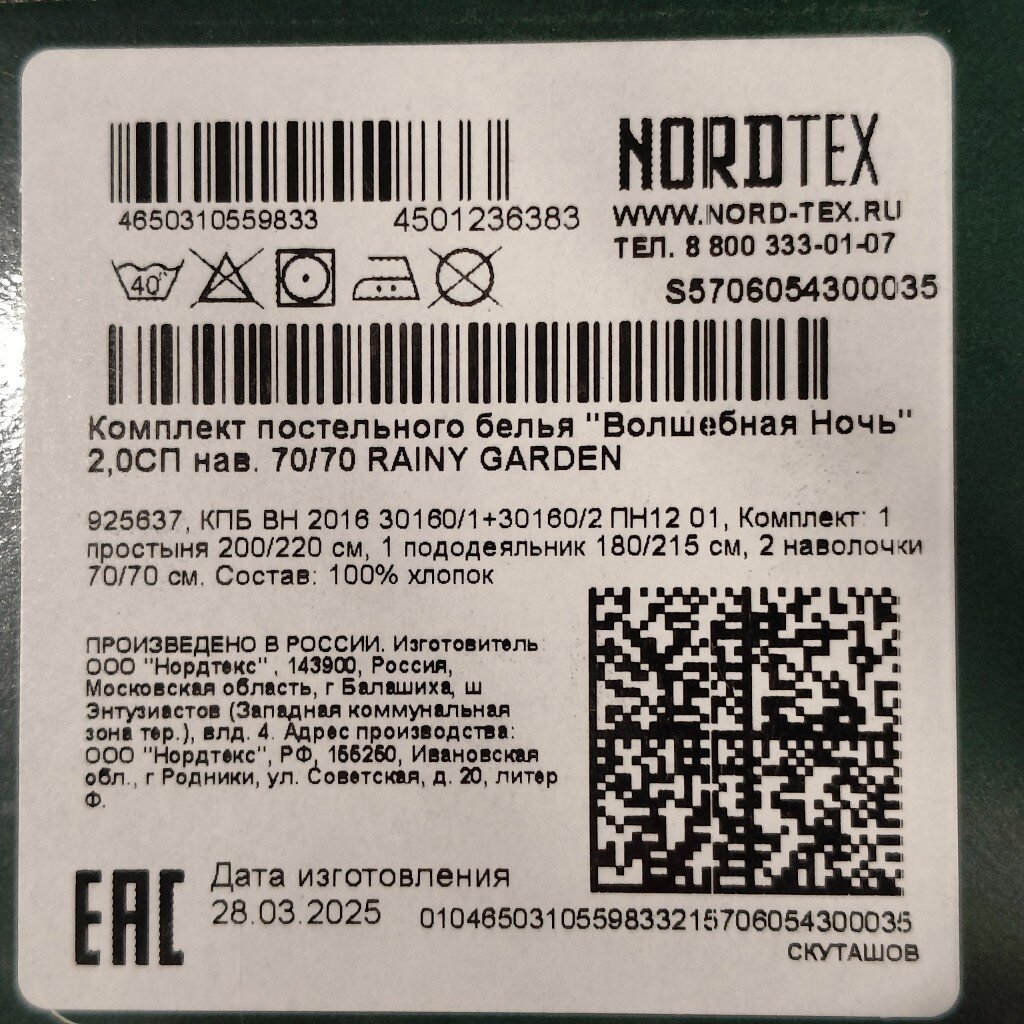 NORDTEX
4650310559833 4501236383
WWW.NORD-TEX.RU
ТЕЛ. 8 800 333-01-07
40°
S5706054300035
Комплект постельного белья "Волшебная Ночь"
2,0СП нав. 70/70 RAINY GARDEN
925637, КПБ ВН 2016 30160/1+30160/2 ПН12 01, Комплект: 1
простыня 200/220 см, 1 пододеяльник 180/215 см, 2 наволочки
70/70 см. Состав: 100% хлопок
ПРОИЗВЕДЕНО В РОССИИ. Изготовитель:
ООО "Нордтекс", 143900, Россия,
Московская область, г Балашиха, ш
Энтузиастов (Западная коммунальная
зона тер.), влд. 4. Адрес производства:
ООО "Нордтекс", РФ, 155250, Ивановская
обл., г Родники, ул. Советская, д. 20, литер
Ф.
EAC
Дата изготовления
28.03.2025
0104650310559833215706054300035
СКУТАШОВ